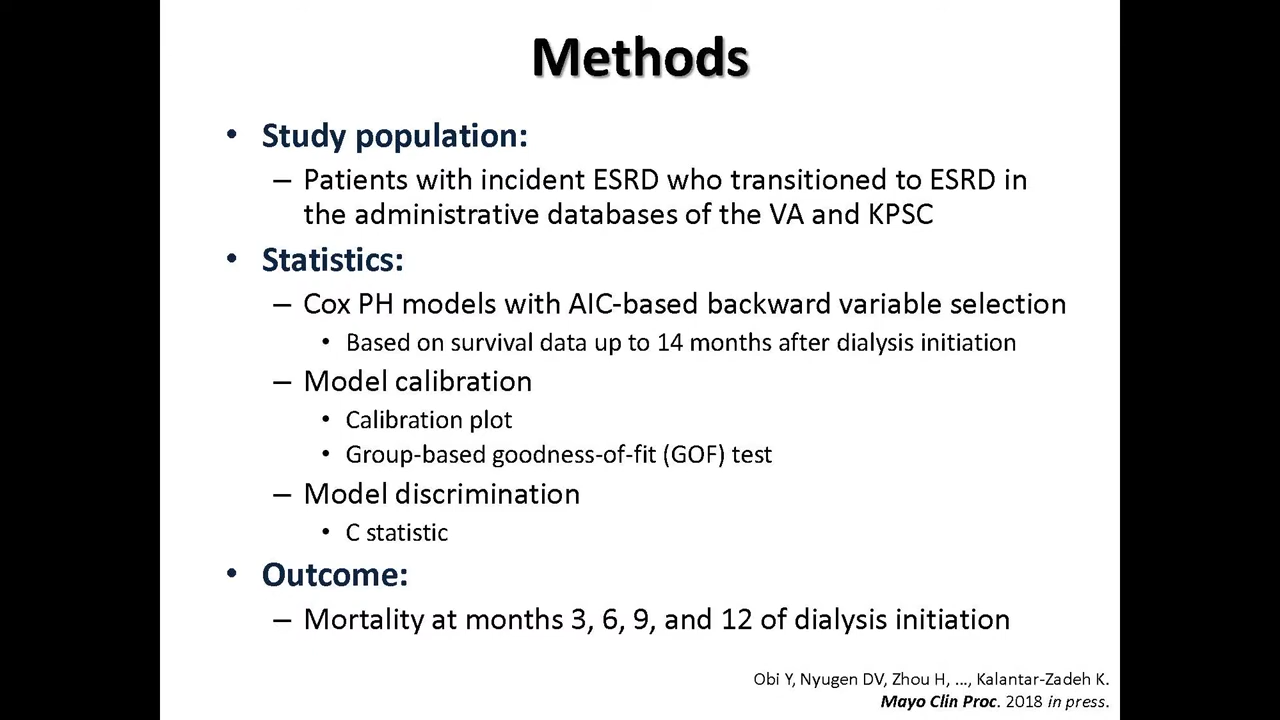 Methods
• Study population:
– Patients with incident ESRD who transitioned to ESRD in
the administrative databases of the VA and KPSC
• Statistics:
– Cox PH models with AIC-based backward variable selection
• Based on survival data up to 14 months after dialysis initiation
– Model calibration
• Calibration plot
• Group-based goodness-of-fit (GOF) test
– Model discrimination
• C statistic
• Outcome:
– Mortality at months 3, 6, 9, and 12 of dialysis initiation
Obi Y, Nyugen DV, Zhou H, ..., Kalantar-Zadeh K.
Mayo Clin Proc. 2018 in press.